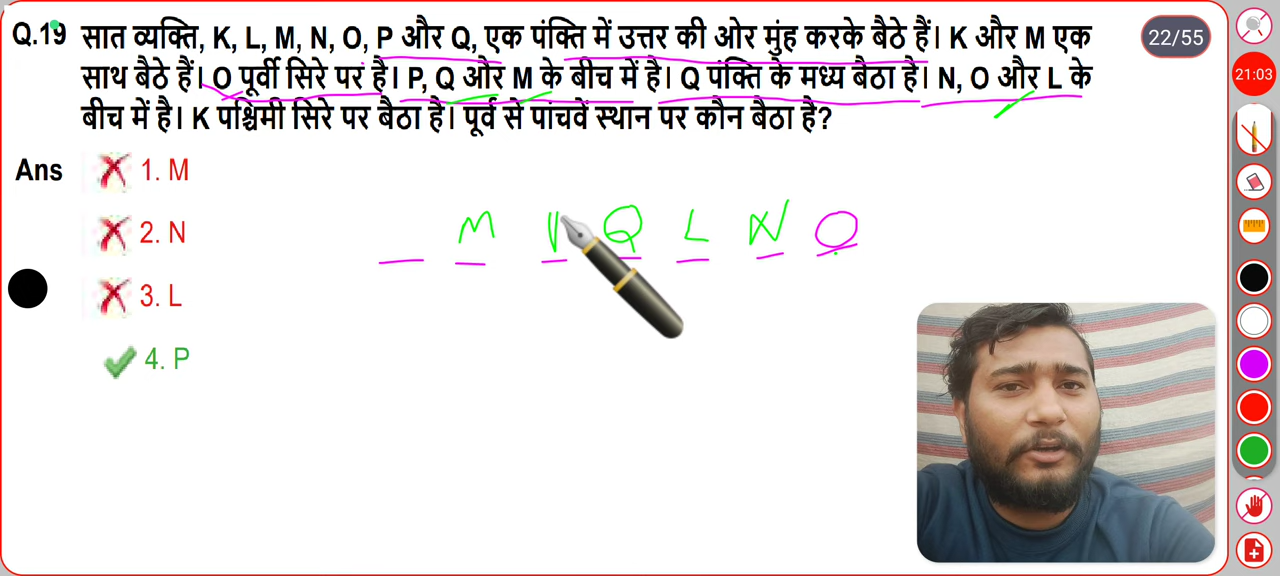 Q.19 सात व्यक्ति, K, L, M, N, O, P और Q, एक पंक्ति में उत्तर की ओर मुंह करके बैठे हैं। K और M एक
साथ बैठे हैं। O पूर्वी सिरे पर है। P, Q और M के बीच में है। Q पंक्ति के मध्य बैठा है। N, O और L के
बीच में है। K पश्चिमी सिरे पर बैठा है। पूर्व से पांचवें स्थान पर कौन बैठा है?
22/55
21:03
Ans 1. M
2. N
3. L
4. P
M Q L N O